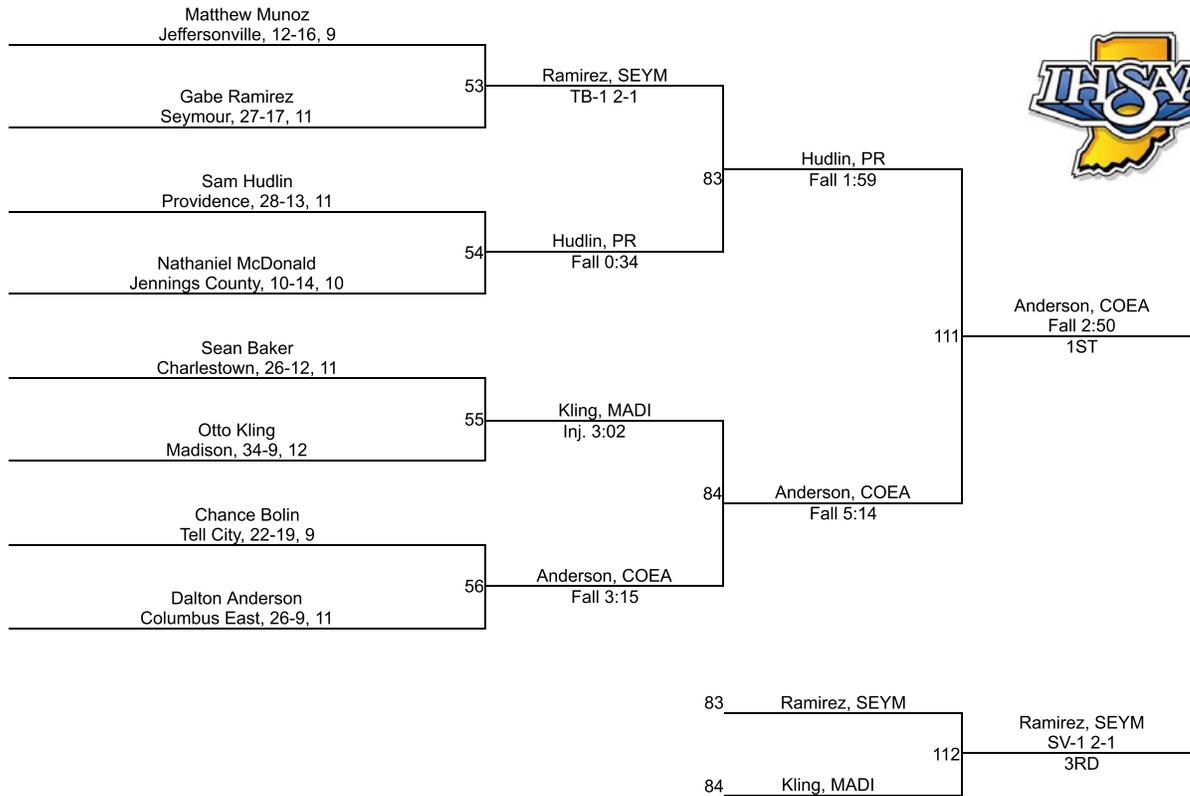 Matthew Munoz
Jeffersonville, 12-16, 9
Gabe Ramirez
Seymour, 27-17, 11
Sam Hudlin
Providence, 28-13, 11
Nathaniel McDonald
Jennings County, 10-14, 10
Sean Baker
Charlestown, 26-12, 11
Otto Kling
Madison, 34-9, 12
Chance Bolin
Tell City, 22-19, 9
Dalton Anderson
Columbus East, 26-9, 11
53
Ramirez, SEYM
TB-1 2-1
54
Hudlin, PR
Fall 0:34
55
Kling, MADI
Inj. 3:02
56
Anderson, COEA
Fall 3:15
83
Hudlin, PR
Fall 1:59
84
Anderson, COEA
Fall 5:14
111
Anderson, COEA
Fall 2:50
1ST
IHSAA
83
Ramirez, SEYM
84
Kling, MADI
112
Ramirez, SEYM
SV-1 2-1
3RD